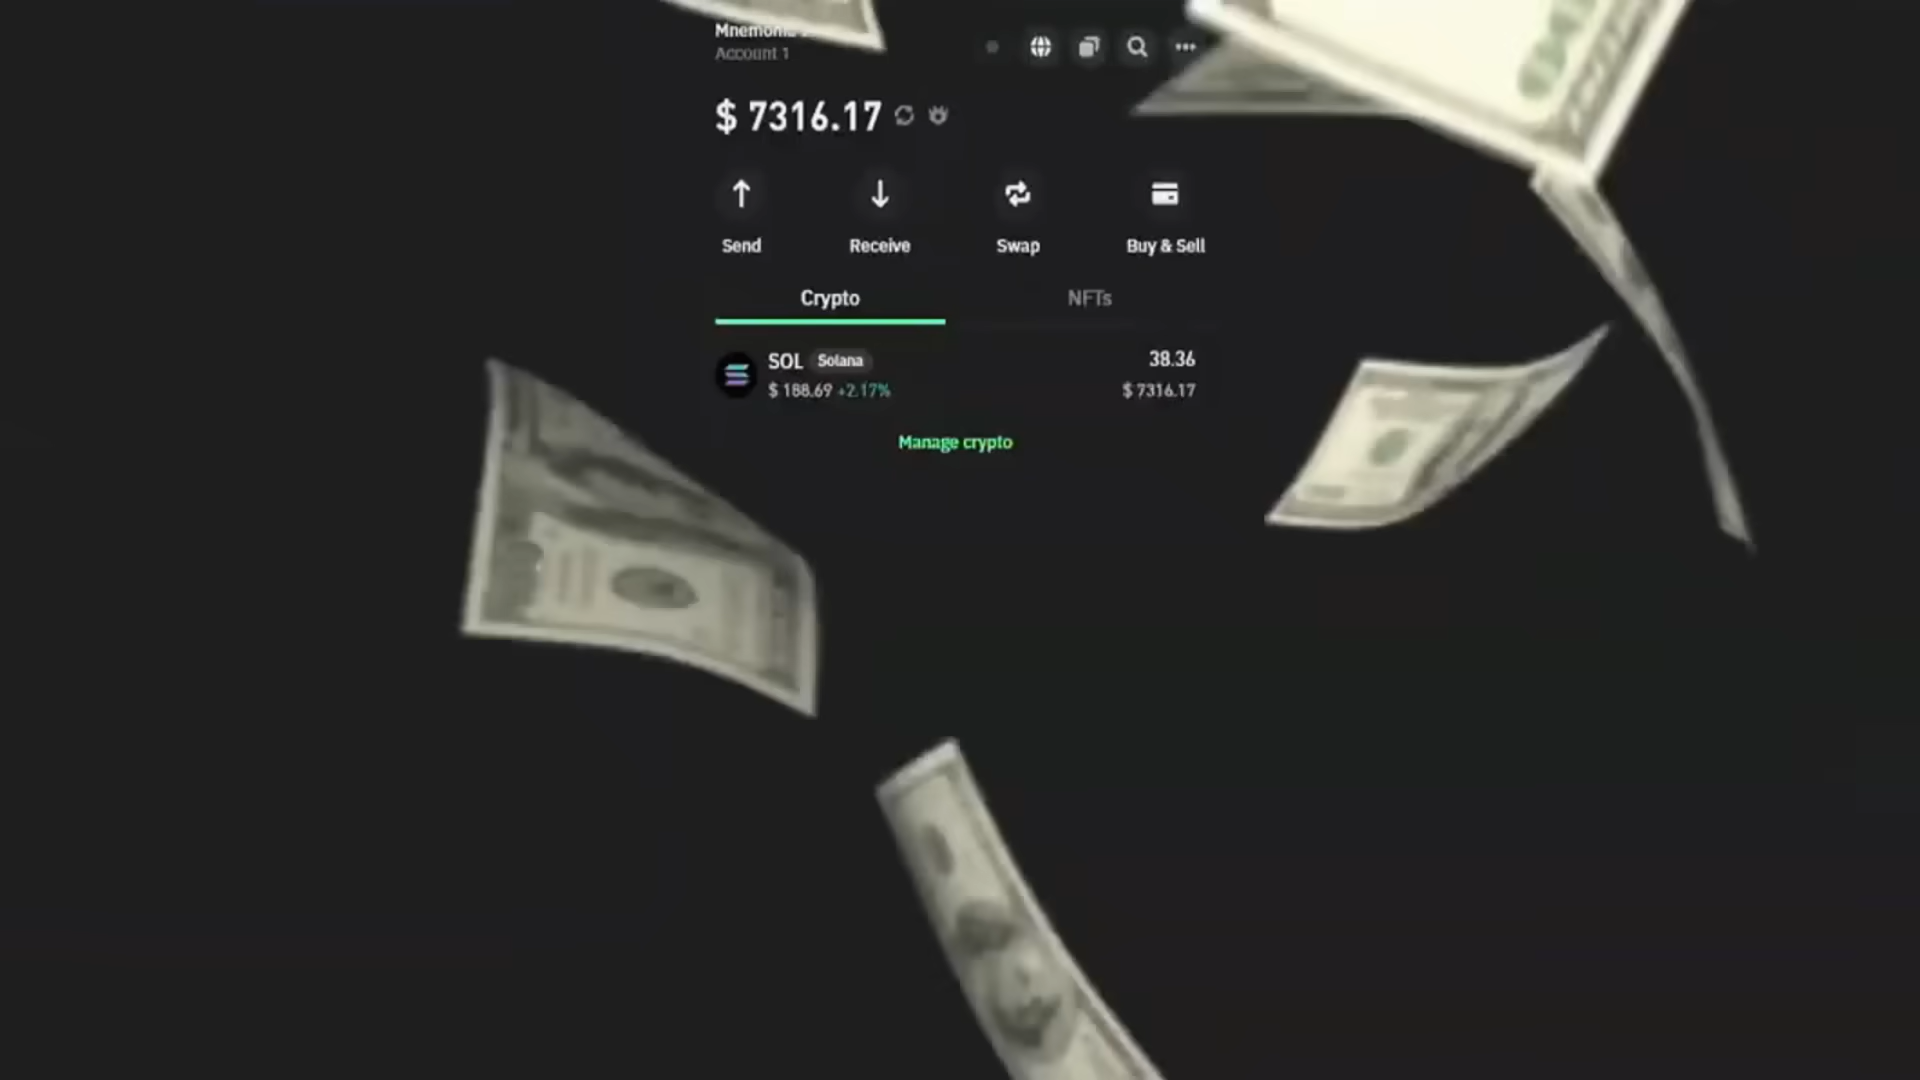 Account 1
$ 7316.17
Send Receive Swap Buy & Sell
Crypto NFTs
SOL Solana 38.36
$ 188.69 +2.17% $ 7316.17
Manage crypto